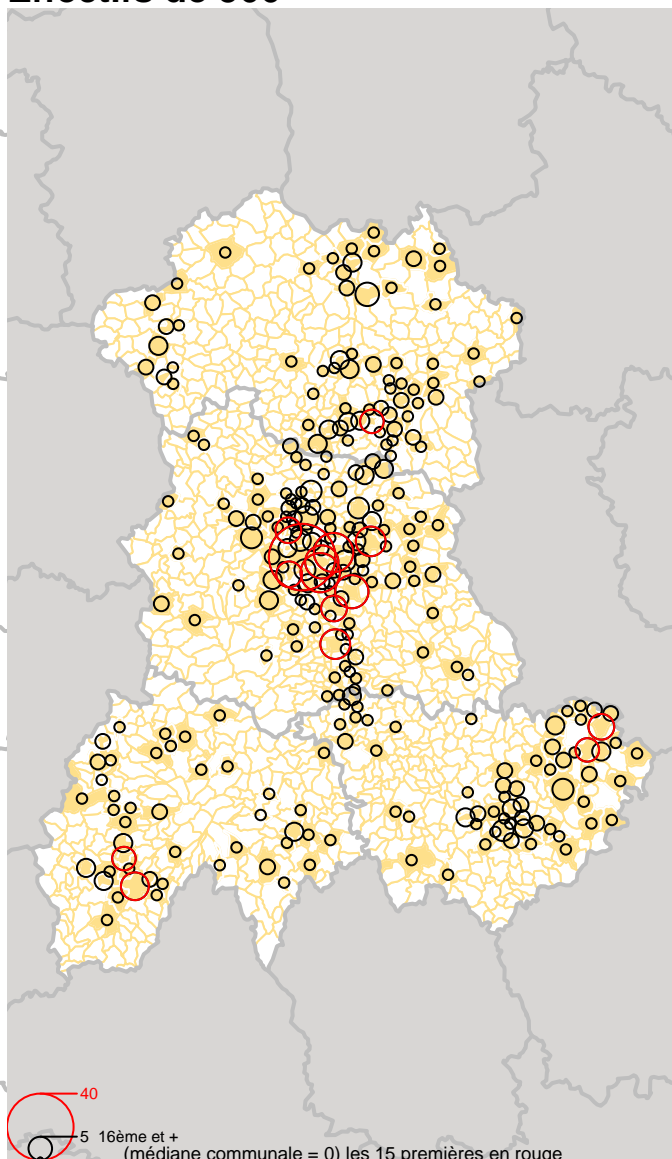 40
5 16ème et +
(médiane communale = 0) les 15 premières en rouge